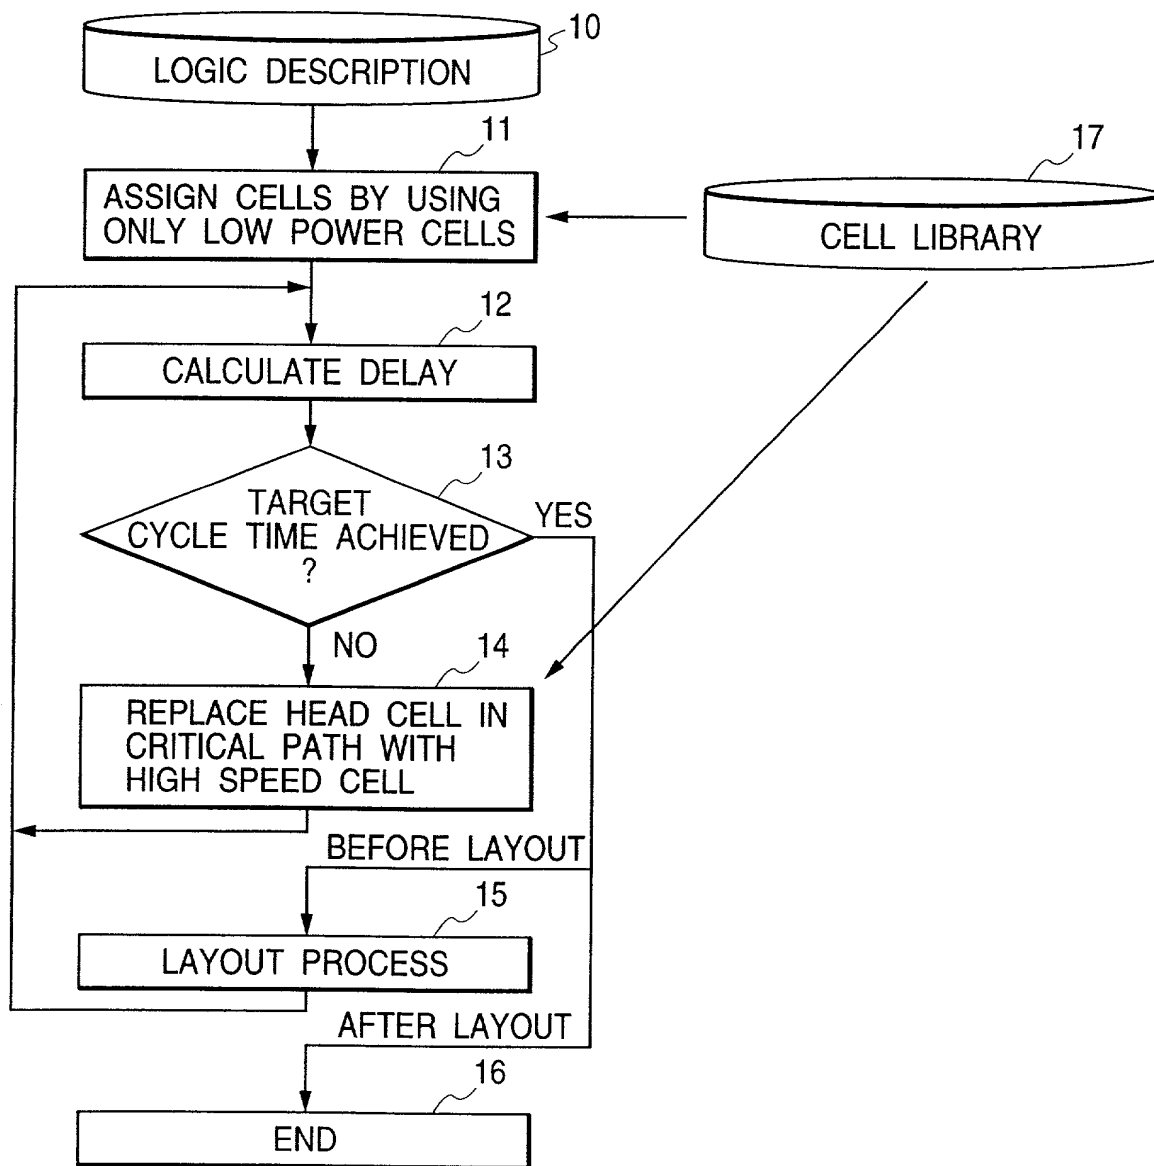 10
LOGIC DESCRIPTION
11
17
ASSIGN CELLS BY USING
ONLY LOW POWER CELLS
CELL LIBRARY
12
CALCULATE DELAY
13
TARGET
CYCLE TIME ACHIEVED
?
YES
NO
14
REPLACE HEAD CELL IN
CRITICAL PATH WITH
HIGH SPEED CELL
BEFORE LAYOUT
15
LAYOUT PROCESS
AFTER LAYOUT
16
END